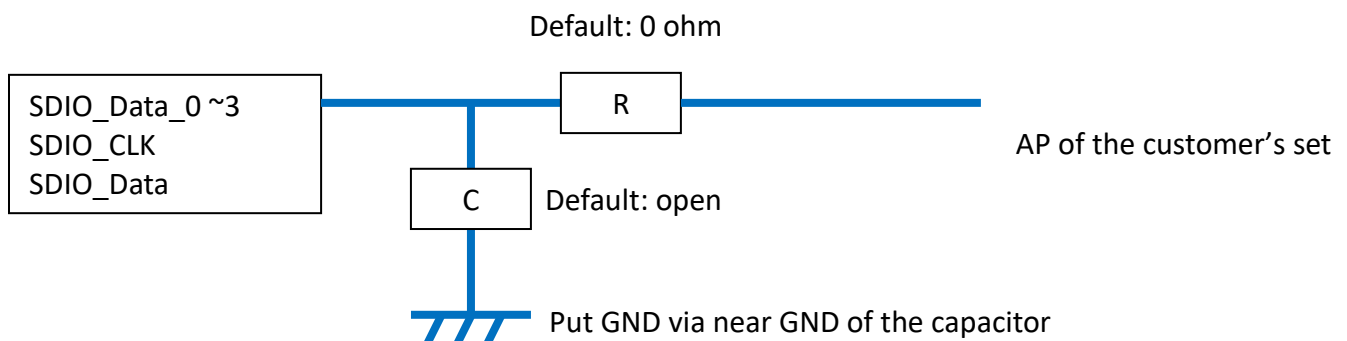 Default: 0 ohm
SDIO_Data_0 ~3
SDIO_CLK
SDIO_Data
R
AP of the customer’s set
C
Default: open
Put GND via near GND of the capacitor